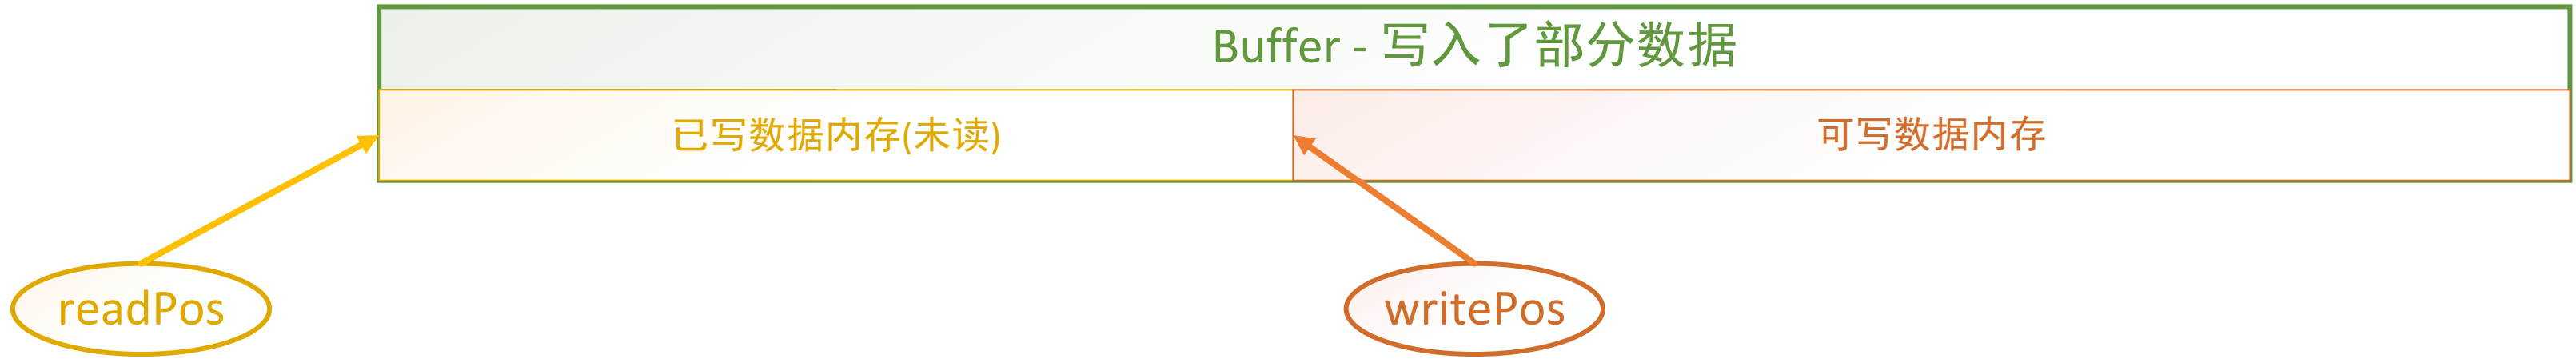 Buffer - 写入了部分数据
已写数据内存(未读)
可写数据内存
readPos
writePos